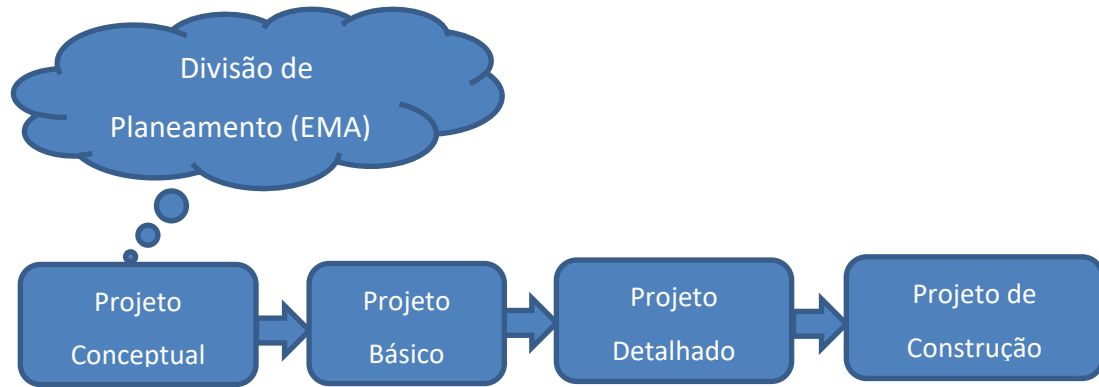 Divisão de
Planeamento (EMA)
Projeto
Conceptual
Projeto
Básico
Projeto
Detalhado
Projeto de
Construção